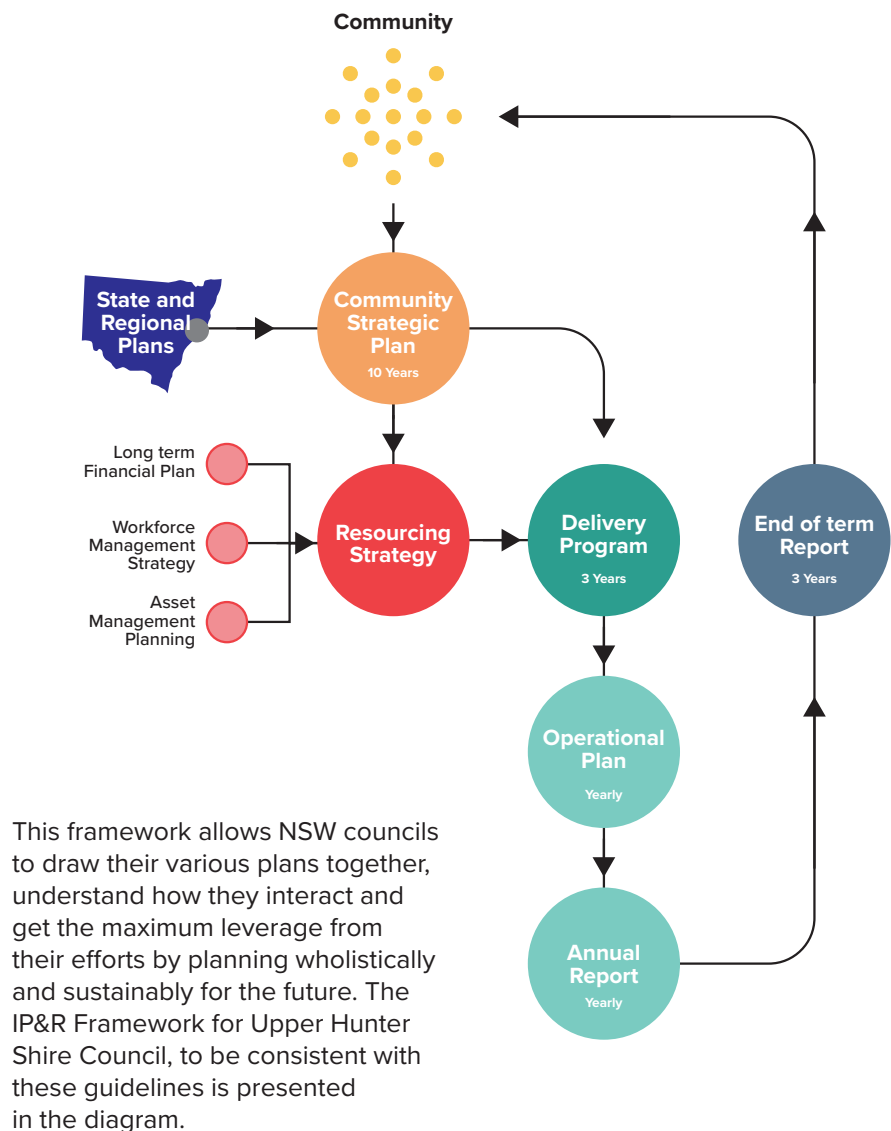 Community
State and
Regional
Plans
Community
Strategic
Plan
10 Years
Long term
Financial Plan
Workforce
Management
Strategy
Asset
Management
Planning
Resourcing
Strategy
Delivery
Program
3 Years
End of term
Report
3 Years
Operational
Plan
Yearly
Annual
Report
Yearly
This framework allows NSW councils
to draw their various plans together,
understand how they interact and
get the maximum leverage from
their efforts by planning wholistically
and sustainably for the future. The
IP&R Framework for Upper Hunter
Shire Council, to be consistent with
these guidelines is presented
in the diagram.